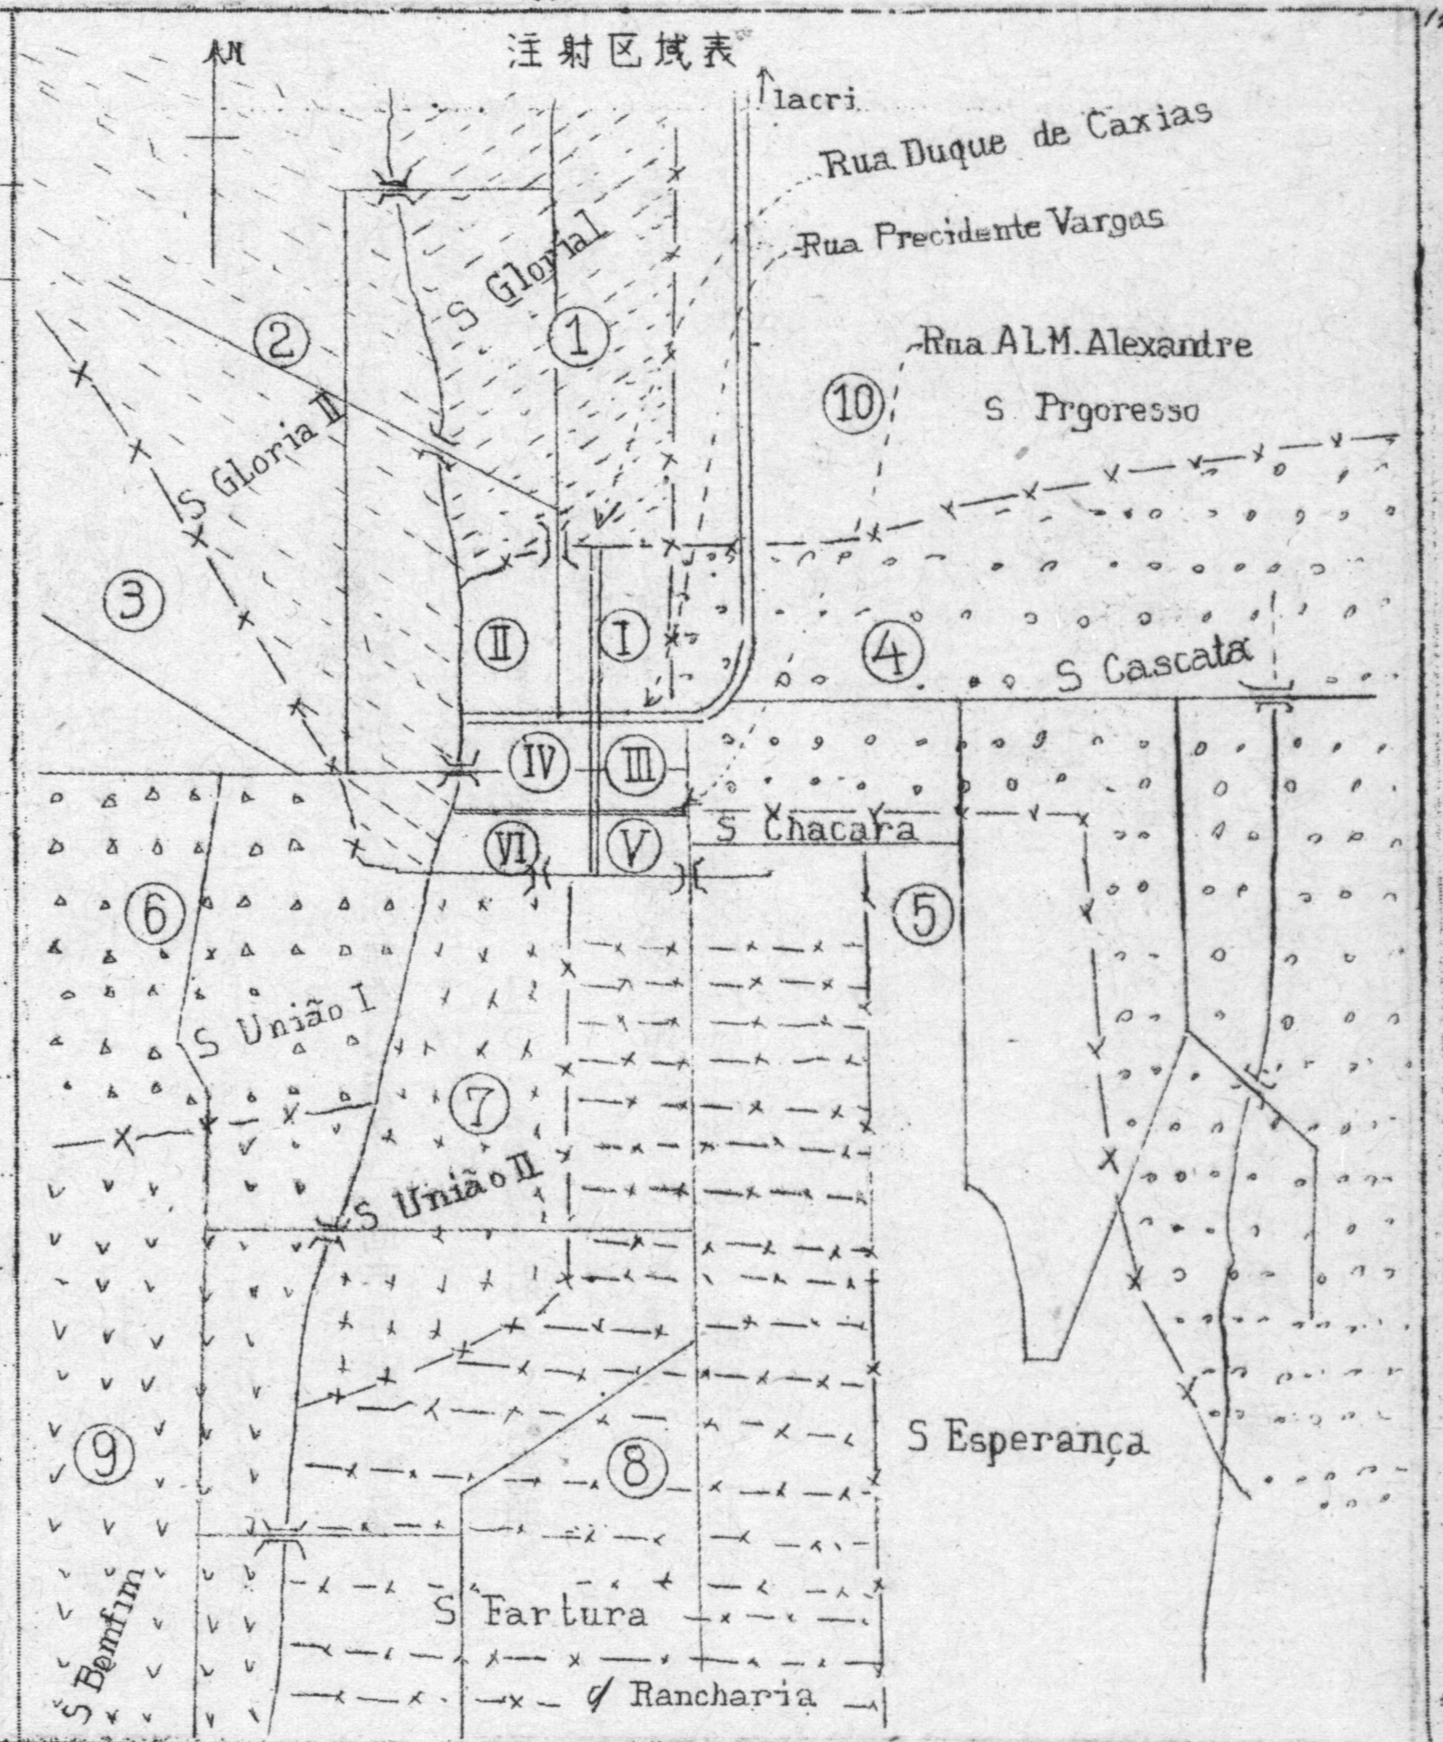 N
注射区域表
Iacri
Rua Duque de Caxias
Rua Precidente Vargas
S Gloria I
1
2
Rua ALM. Alexandre
10
S Prgoresso
S Gloria II
3
II
I
4
S Cascata
IV
III
VI
V
S Chacara
6
5
S União I
7
S União II
9
8
S Esperança
S Fartura
S Bomfim
Rancharia